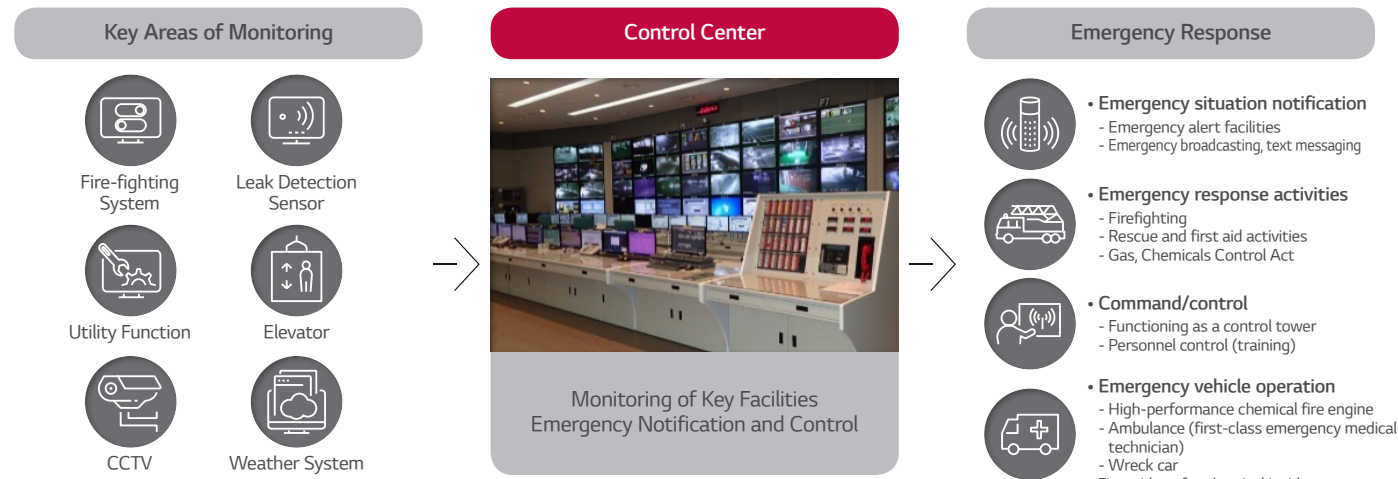 Key Areas of Monitoring
Fire-fighting
System
Leak Detection
Sensor
Utility Function
Elevator
CCTV
Weather System
Control Center
P7
Monitoring of Key Facilities
Emergency Notification and Control
Emergency Response
• Emergency situation notification
- Emergency alert facilities
- Emergency broadcasting, text messaging
• Emergency response activities
- Firefighting
- Rescue and first aid activities
- Gas, Chemicals Control Act
• Command/control
- Functioning as a control tower
- Personnel control (training)
• Emergency vehicle operation
- High-performance chemical fire engine
- Ambulance (first-class emergency medical
technician)
- Wreck car